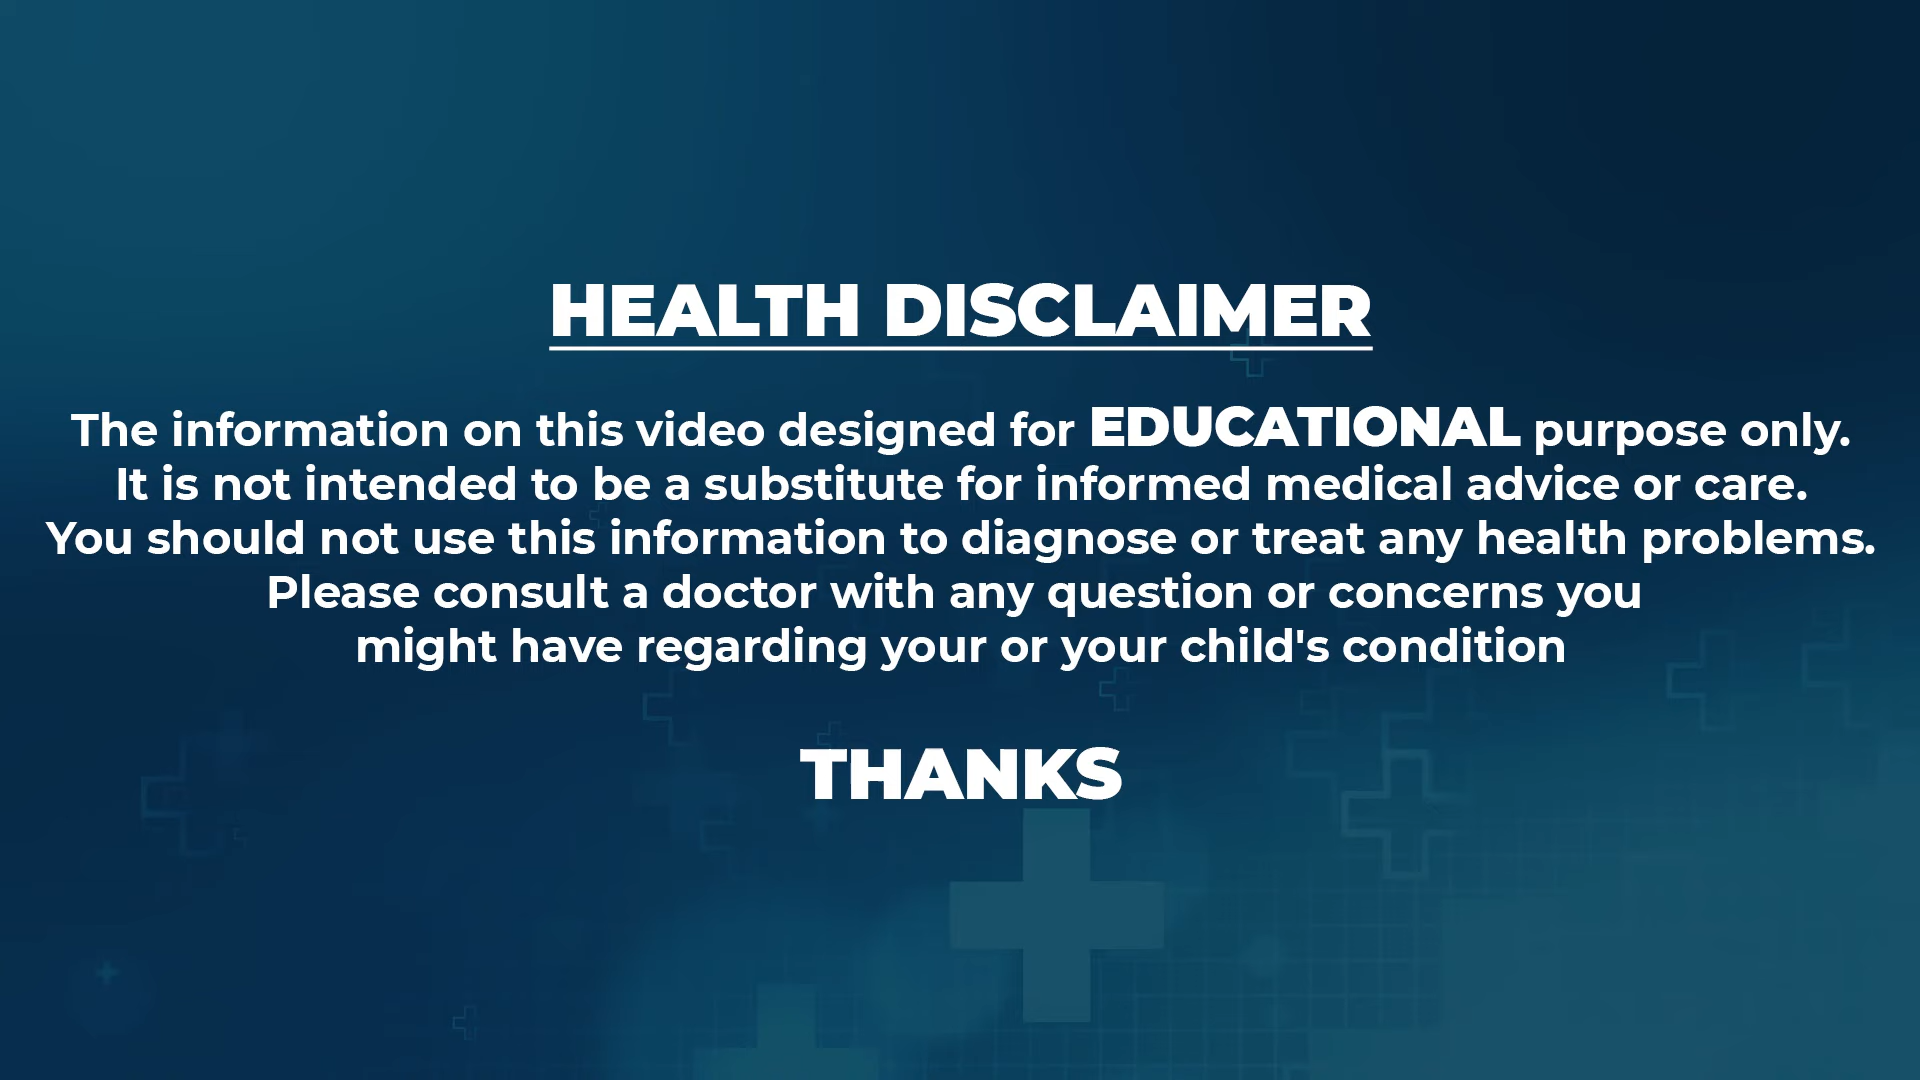 HEALTH DISCLAIMER
The information on this video designed for EDUCATIONAL purpose only.
It is not intended to be a substitute for informed medical advice or care.
You should not use this information to diagnose or treat any health problems.
Please consult a doctor with any question or concerns you
might have regarding your or your child's condition
THANKS